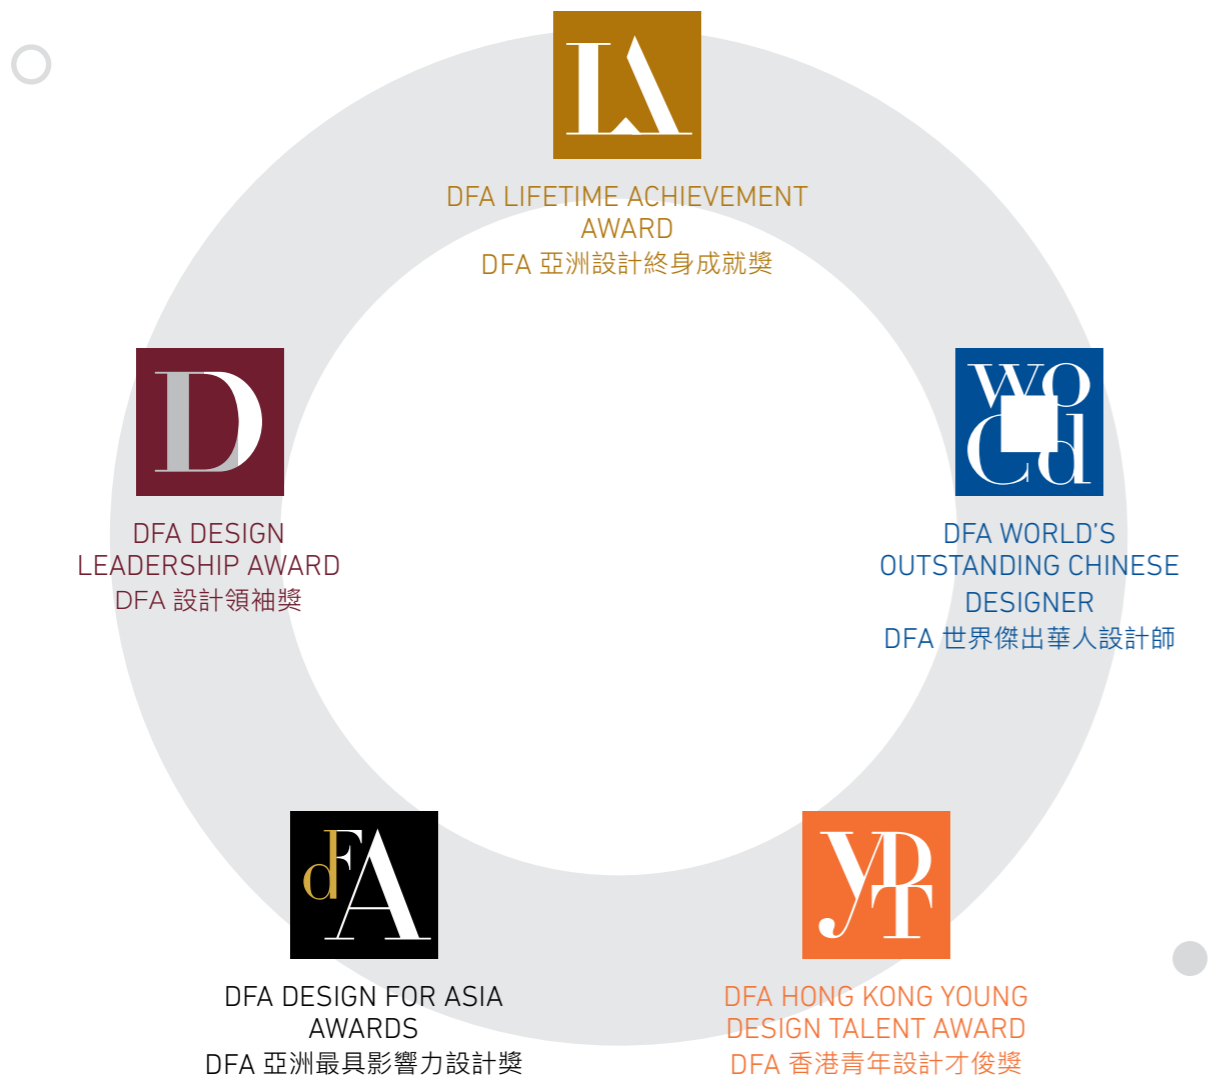 LA
DFA LIFETIME ACHIEVEMENT
AWARD
DFA 亞洲設計終身成就獎
D
DFA DESIGN
LEADERSHIP AWARD
DFA 設計領袖獎
wo
Cd
DFA WORLD'S
OUTSTANDING CHINESE
DESIGNER
DFA 世界傑出華人設計師
dFA
DFA DESIGN FOR ASIA
AWARDS
DFA 亞洲最具影響力設計獎
yDT
DFA HONG KONG YOUNG
DESIGN TALENT AWARD
DFA 香港青年設計才俊獎